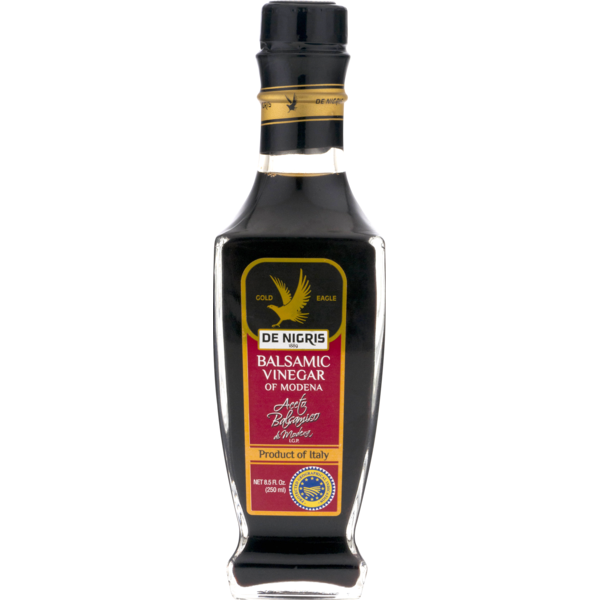 DE NIGRIS
GOLD EAGLE
DE NIGRIS
1889
BALSAMIC
VINEGAR
OF MODENA
Aceto
Balsamico
di Modena
I.G.P.
Product of Italy
NET 8.5 Fl. Oz.
(250 ml)